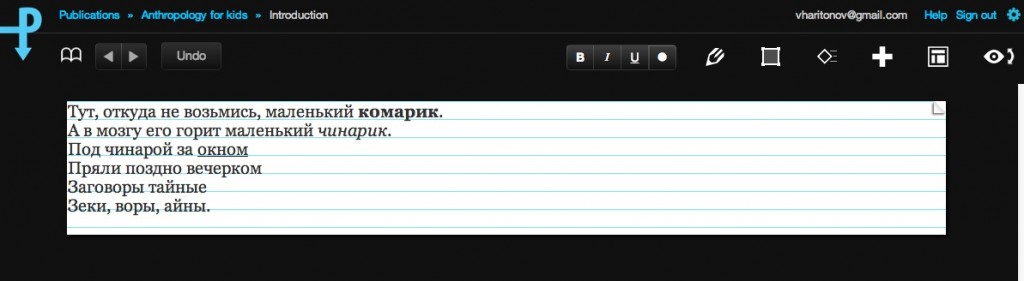 Publications » Anthropology for kids » Introduction vharitonov@gmail.com Help Sign out
Undo B I U
Тут, откуда не возьмись, маленький комарик.
А в мозгу его горит маленький чинарик.
Под чинарой за окном
Пряли поздно вечерком
Заговоры тайные
Зеки, воры, айны.